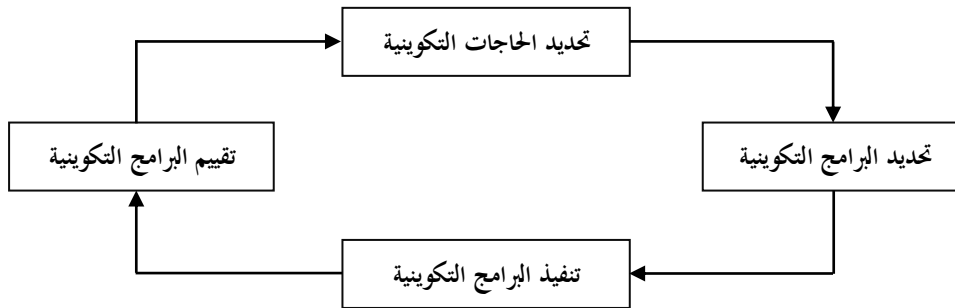 تحديد الحاجات التكوينية
تحديد البرامج التكوينية
تقييم البرامج التكوينية
تنفيذ البرامج التكوينية